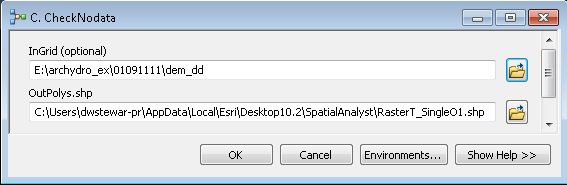 C. CheckNodata
InGrid (optional)
E:\archydro_ex\01091111\dem_dd
OutPolys.shp
C:\Users\dwstewar-pr\AppData\Local\Esri\Desktop10.2\SpatialAnalyst\RasterT_SingleO1.shp
OK Cancel Environments... Show Help >>